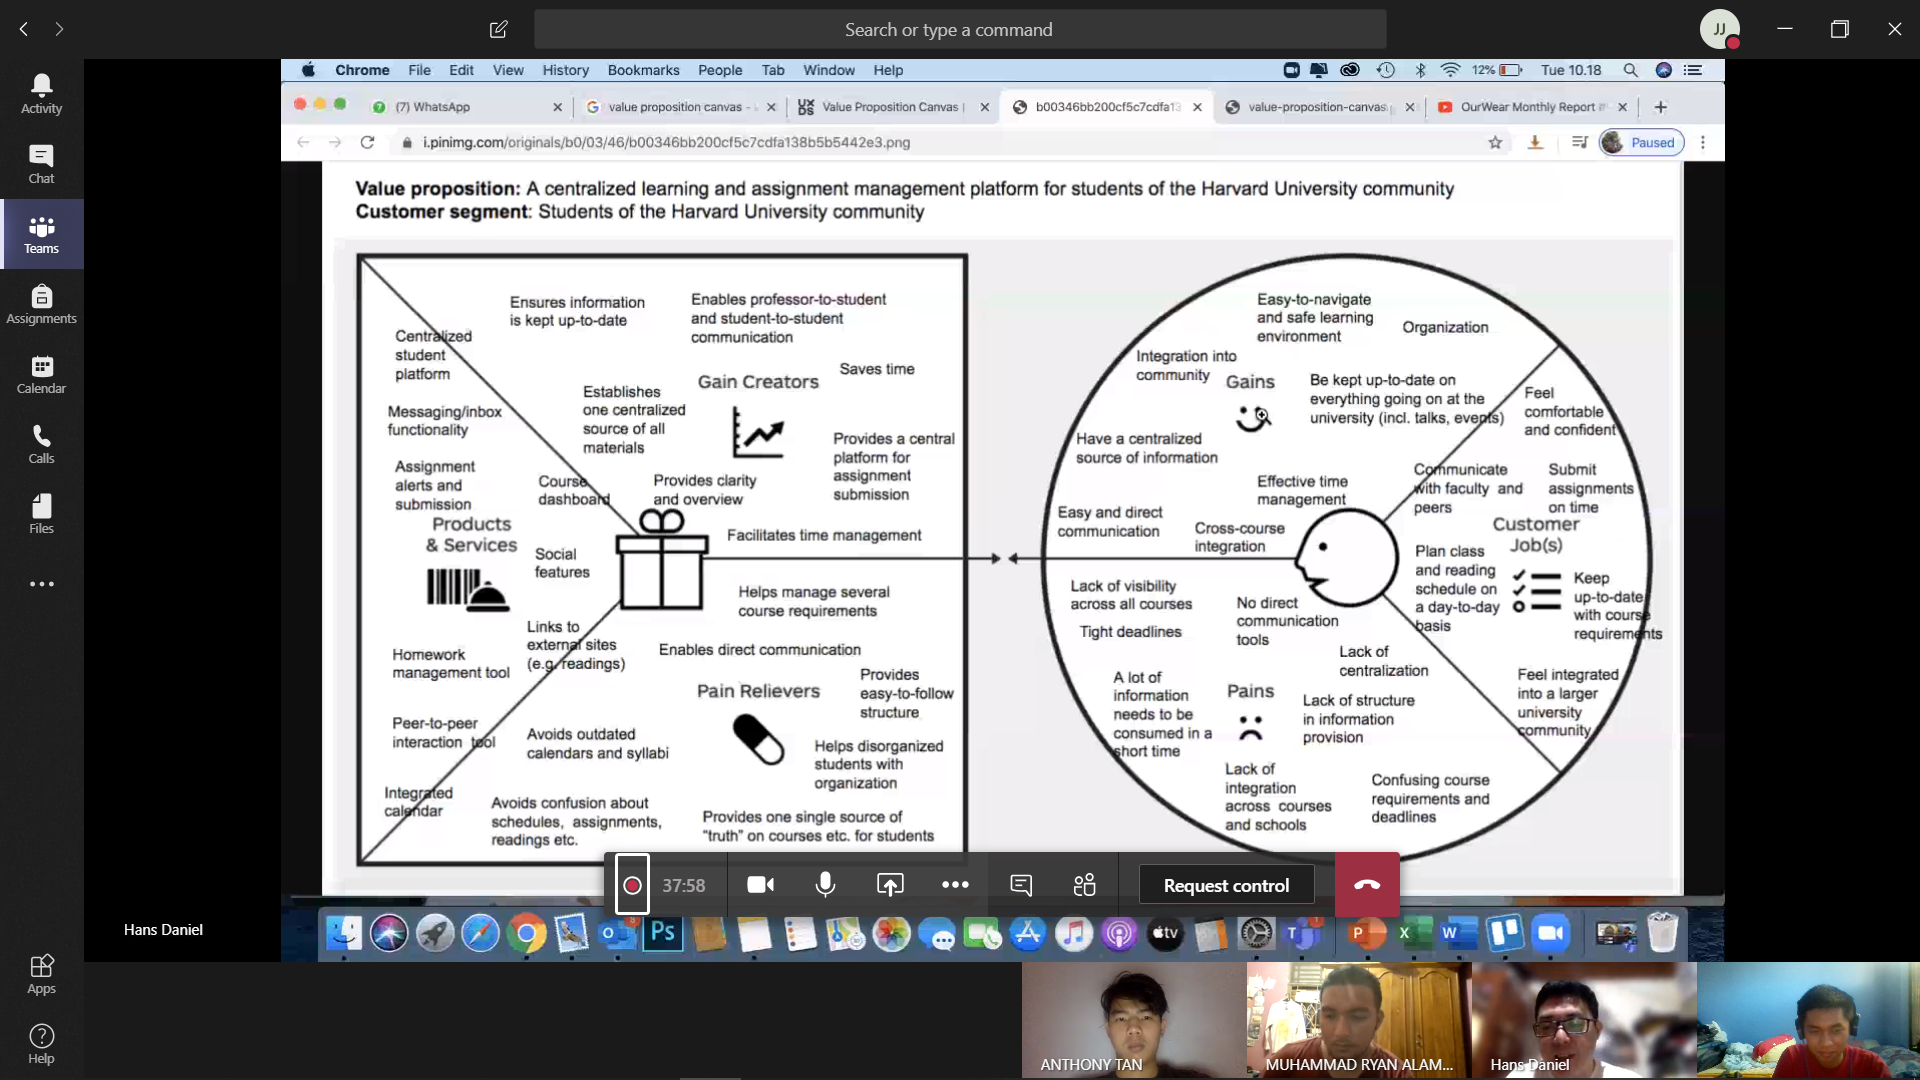 Search or type a command
JJ
Activity
Chat
Teams
Assignments
Calendar
Calls
Files
Apps
Help
Chrome File Edit View History Bookmarks People Tab Window Help
12% Tue 10.18
(7) WhatsApp
value proposition canvas -
Value Proposition Canvas |
b00346bb200cf5c7cdfa13
value-proposition-canvas.
OurWear Monthly Report
i.pinimg.com/originals/b0/03/46/b00346bb200cf5c7cdfa138b5b5442e3.png
Paused
Value proposition: A centralized learning and assignment management platform for students of the Harvard University community
Customer segment: Students of the Harvard University community
Centralized
student
platform
Messaging/inbox
functionality
Assignment
alerts and
submission
Course
dashboard
Products
& Services
Social
features
Links to
external sites
(e.g. readings)
Homework
management tool
Peer-to-peer
interaction tool
Integrated
calendar
Ensures information
is kept up-to-date
Enables professor-to-student
and student-to-student
communication
Saves time
Gain Creators
Establishes
one centralized
source of all
materials
Provides a central
platform for
assignment
submission
Provides clarity
and overview
Facilitates time management
Helps manage several
course requirements
Enables direct communication
Pain Relievers
Provides
easy-to-follow
structure
Avoids outdated
calendars and syllabi
Helps disorganized
students with
organization
Avoids confusion about
schedules, assignments,
readings etc.
Provides one single source of
“truth” on courses etc. for students
Easy-to-navigate
and safe learning
environment
Organization
Integration into
community
Gains
Be kept up-to-date on
everything going on at the
university (incl. talks, events)
Have a centralized
source of information
Effective time
management
Easy and direct
communication
Cross-course
integration
Feel
comfortable
and confident
Communicate
with faculty and
peers
Submit
assignments
on time
Customer
Job(s)
Plan class
and reading
schedule on
a day-to-day
basis
Keep
up-to-date
with course
requirements
Feel integrated
into a larger
university
community
Lack of visibility
across all courses
Tight deadlines
No direct
communication
tools
Lack of
centralization
A lot of
information
needs to be
consumed in a
short time
Pains
Lack of structure
in information
provision
Lack of
integration
across courses
and schools
Confusing course
requirements and
deadlines
37:58
Request control
Hans Daniel
Ps
tv
P
X
W
ANTHONY TAN
MUHAMMAD RYAN ALAM...
Hans Daniel